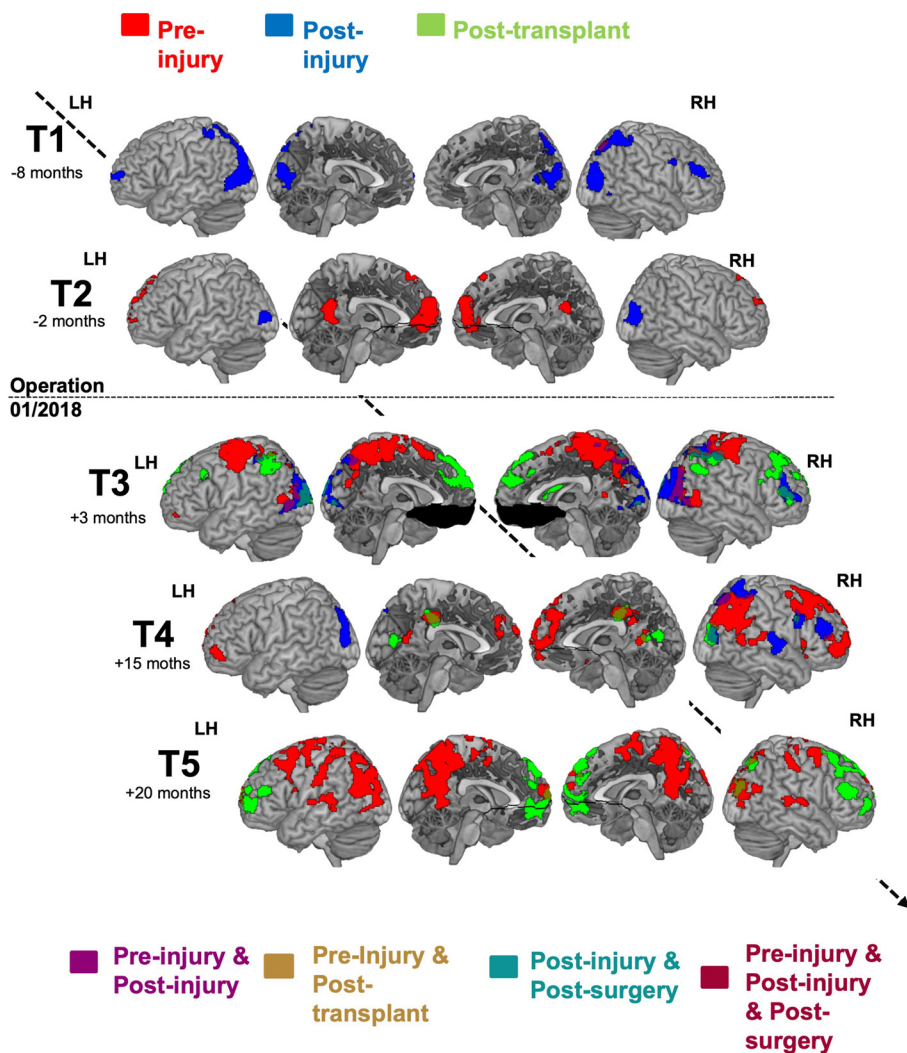 Pre-
injury
Post-
injury
Post-transplant
LH
RH
T1
-8 months
LH
RH
T2
-2 months
Operation
01/2018
LH
RH
T3
+3 months
LH
RH
T4
+15 moths
LH
RH
T5
+20 months
Pre-injury &
Post-injury
Pre-Injury &
Post-
transplant
Post-injury &
Post-surgery
Pre-injury &
Post-injury
& Post-
surgery